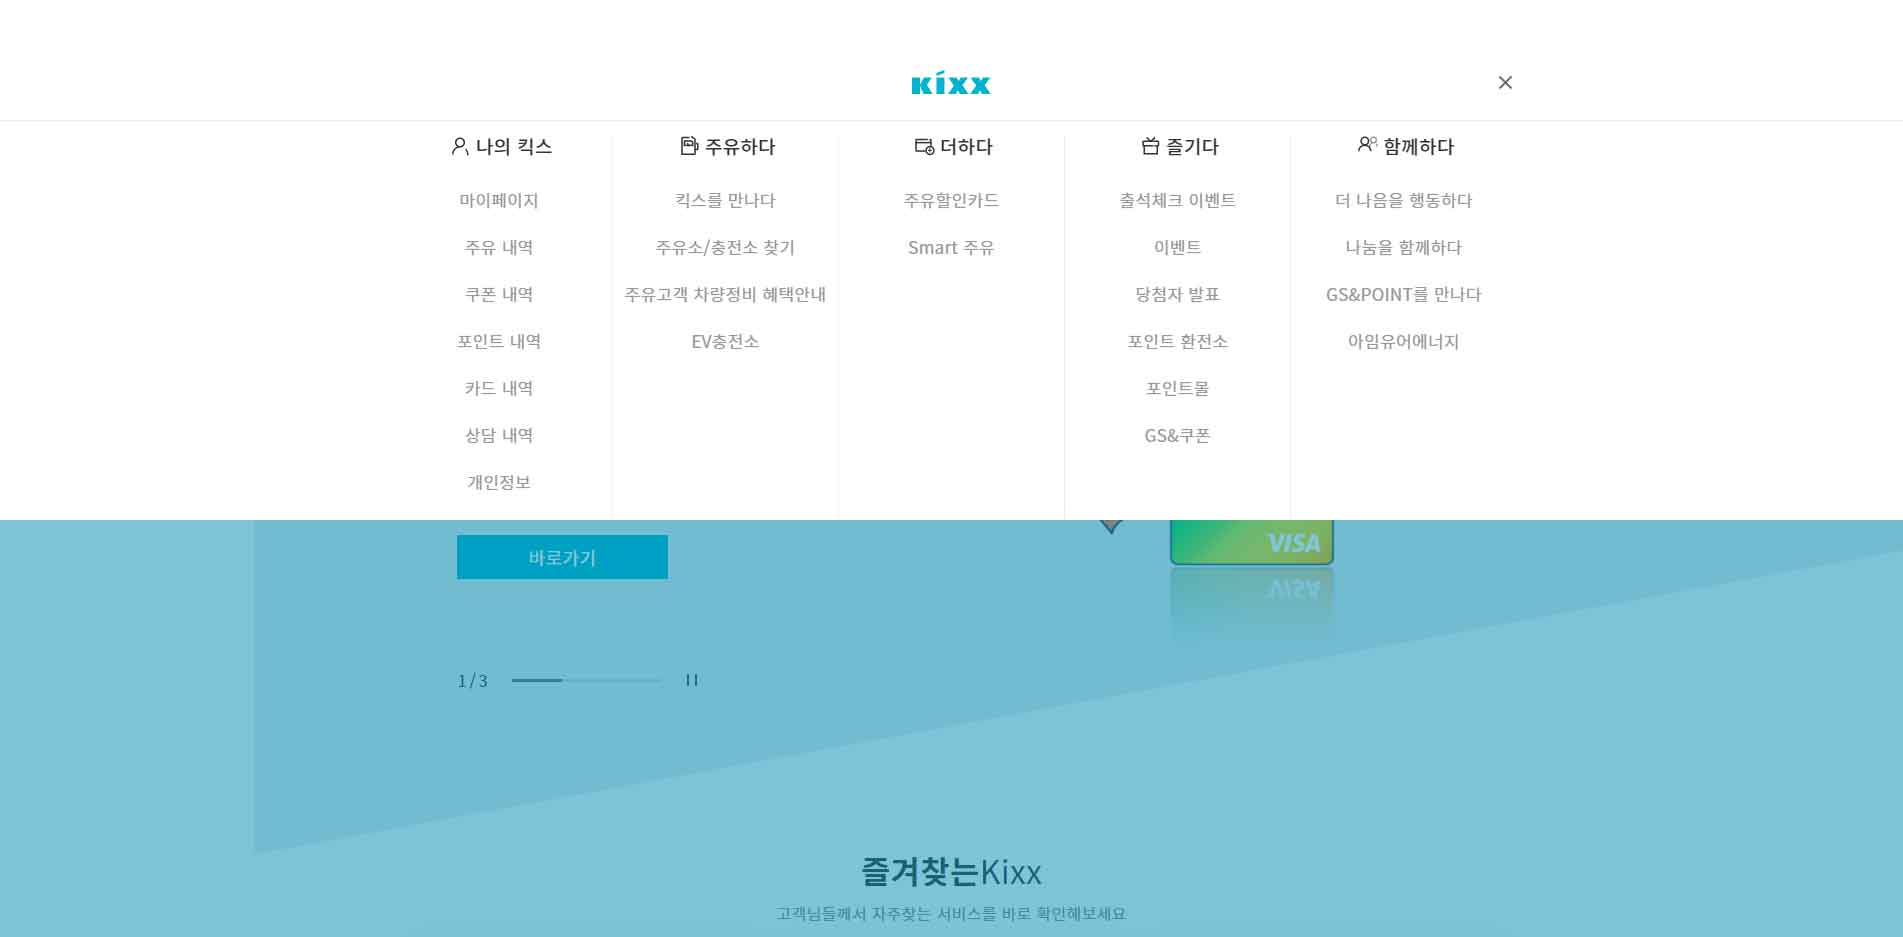 Kixx
나의 킥스
마이페이지
주유 내역
쿠폰 내역
포인트 내역
카드 내역
상담 내역
개인정보
주유하다
킥스를 만나다
주유소/충전소 찾기
주유고객 차량정비 혜택안내
EV충전소
더하다
주유할인카드
Smart 주유
즐기다
출석체크 이벤트
이벤트
당첨자 발표
포인트 환전소
포인트몰
GS&쿠폰
함께하다
더 나음을 행동하다
나눔을 함께하다
GS&POINT를 만나다
아임유어에너지
바로가기
VISA
1 / 3
즐겨찾는Kixx
고객님들께서 자주찾는 서비스를 바로 확인해보세요